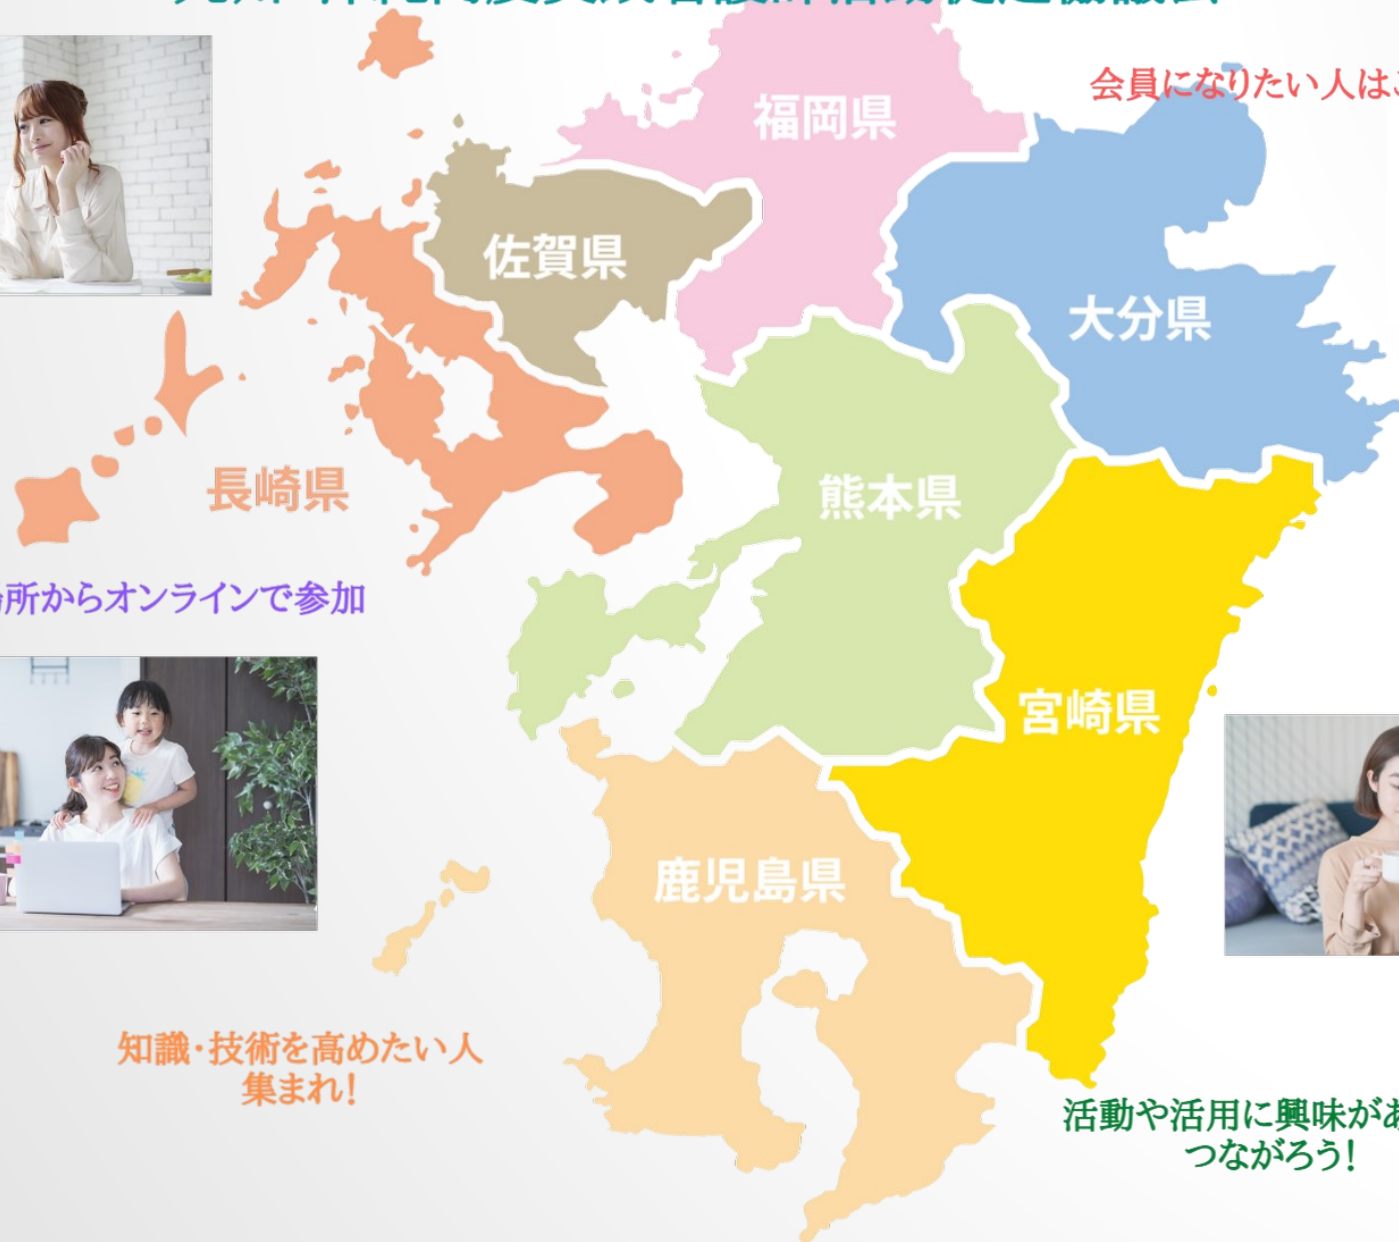 会員になりたい人は
福岡県
佐賀県
大分県
長崎県
熊本県
所からオンラインで参加
宮崎県
鹿児島県
知識・技術を高めたい人
集まれ！
活動や活用に興味が
つながろう！